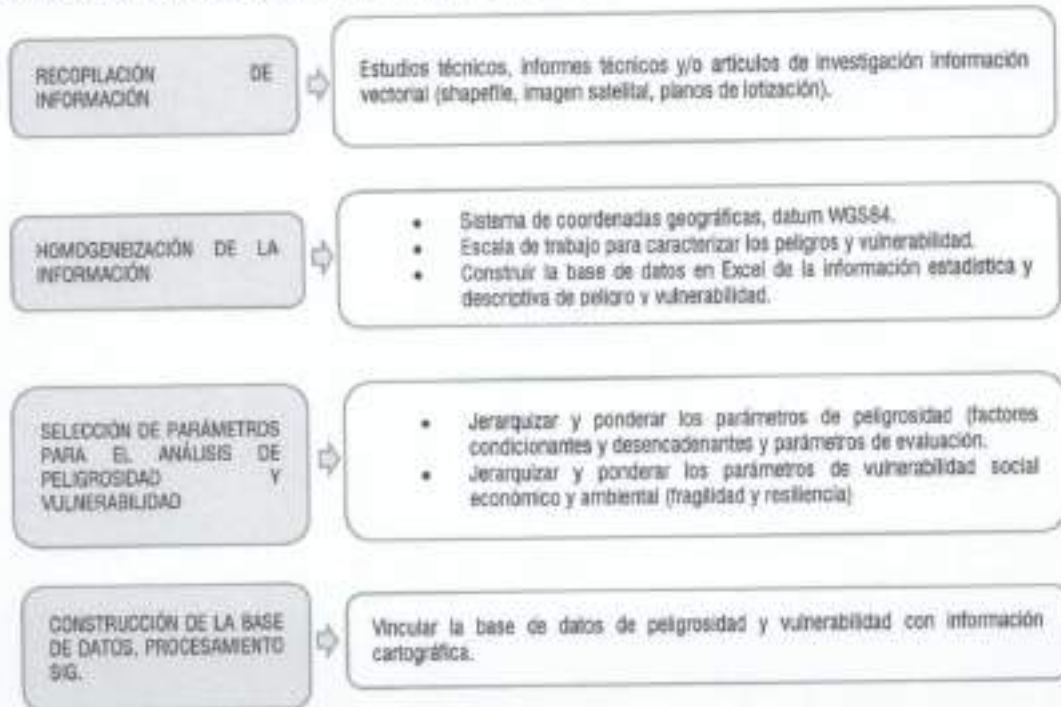 RECOPILACIÓN DE
INFORMACIÓN
Estudios técnicos, informes técnicos y/o artículos de investigación información
vectorial (shapefile, imagen satelital, planos de lotización).
HOMOGENEIZACIÓN DE LA
INFORMACIÓN
• Sistema de coordenadas geográficas, datum WGS84.
• Escala de trabajo para caracterizar los peligros y vulnerabilidad.
• Construir la base de datos en Excel de la información estadística y
descriptiva de peligro y vulnerabilidad.
SELECCIÓN DE PARÁMETROS
PARA EL ANÁLISIS DE
PELIGROSIDAD Y
VULNERABILIDAD
• Jerarquizar y ponderar los parámetros de peligrosidad (factores
condicionantes y desencadenantes y parámetros de evaluación.
• Jerarquizar y ponderar los parámetros de vulnerabilidad social
económico y ambiental (fragilidad y resiliencia)
CONSTRUCCIÓN DE LA BASE
DE DATOS, PROCESAMIENTO
SIG.
Vincular la base de datos de peligrosidad y vulnerabilidad con información
cartográfica.